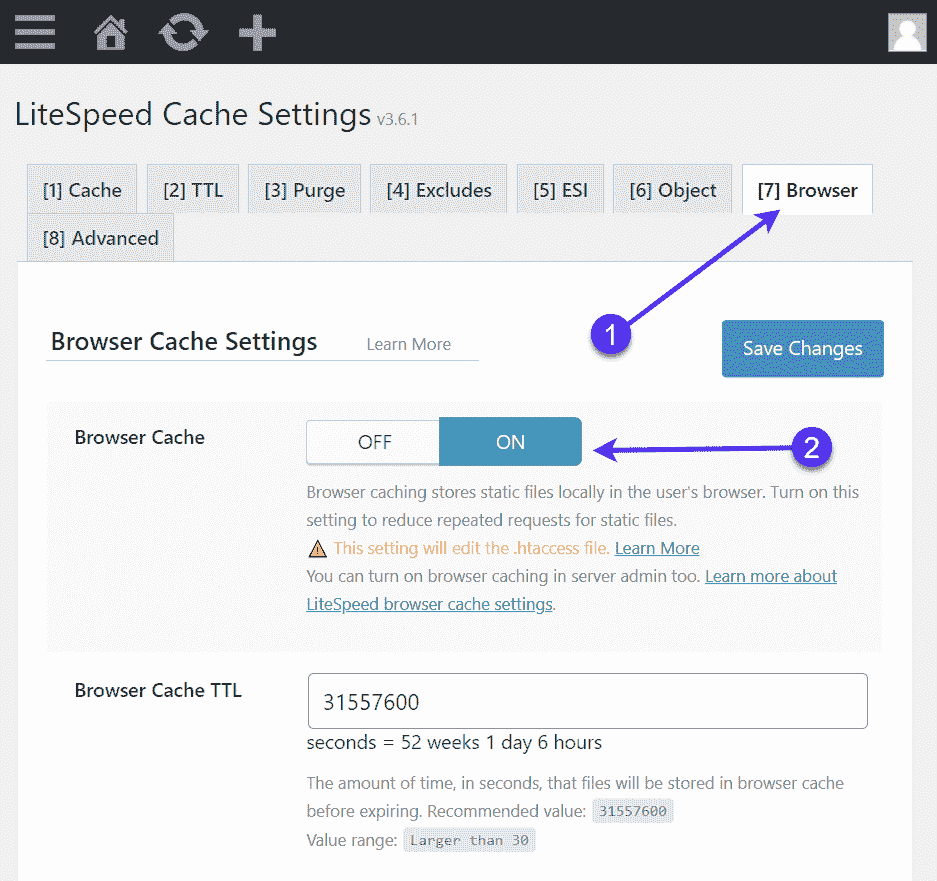 LiteSpeed Cache Settings v3.6.1
[1] Cache [2] TTL [3] Purge [4] Excludes [5] ESI [6] Object [7] Browser
[8] Advanced
1
Browser Cache Settings Learn More Save Changes
Browser Cache OFF ON 2
Browser caching stores static files locally in the user's browser. Turn on this
setting to reduce repeated requests for static files.
This setting will edit the .htaccess file. Learn More
You can turn on browser caching in server admin too. Learn more about
LiteSpeed browser cache settings.
Browser Cache TTL 31557600
seconds = 52 weeks 1 day 6 hours
The amount of time, in seconds, that files will be stored in browser cache
before expiring. Recommended value: 31557600
Value range: Larger than 30